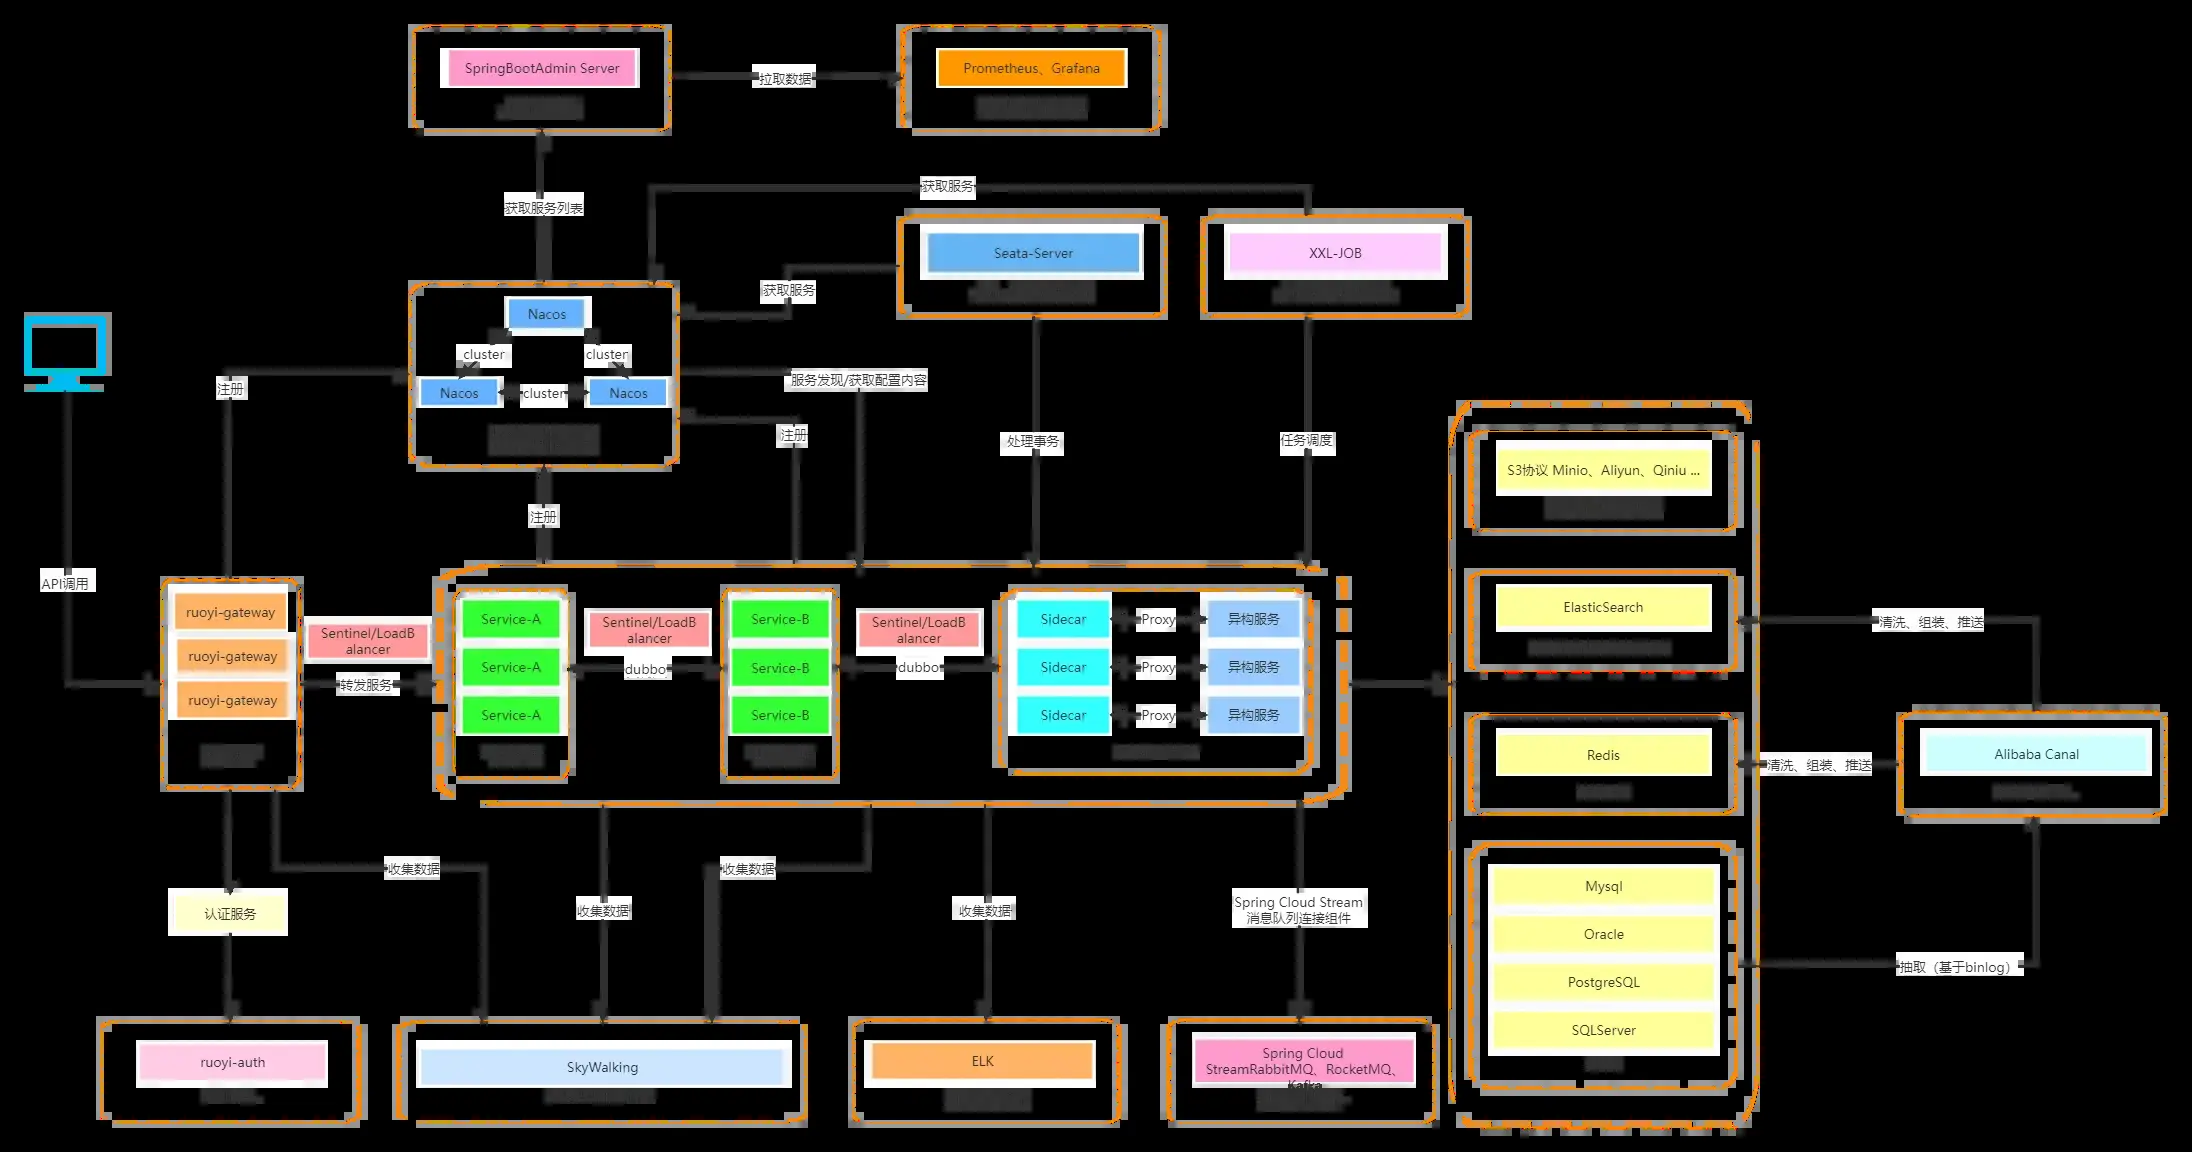 SpringBootAdmin Server
拉取数据
Prometheus、Grafana
获取服务列表
获取服务
Seata-Server
XXL-JOB
获取服务
Nacos
cluster
cluster
Nacos
cluster
Nacos
注册
服务发现/获取配置内容
注册
处理事务
任务调度
注册
API调用
S3协议 Minio、Aliyun、Qiniu ...
ElasticSearch
清洗、组装、推送
Redis
清洗、组装、推送
Alibaba Canal
Mysql
Oracle
PostgreSQL
SQLServer
抽取（基于binlog）
ruoyi-gateway
ruoyi-gateway
ruoyi-gateway
Sentinel/LoadB
alancer
转发服务
Service-A
Service-A
Service-A
Sentinel/LoadB
alancer
dubbo
Service-B
Service-B
Service-B
Sentinel/LoadB
alancer
dubbo
Sidecar
Proxy
异构服务
Sidecar
Proxy
异构服务
Sidecar
Proxy
异构服务
收集数据
收集数据
收集数据
收集数据
Spring Cloud Stream
消息队列连接组件
认证服务
ruoyi-auth
SkyWalking
ELK
Spring Cloud
StreamRabbitMQ、RocketMQ、
Kafka